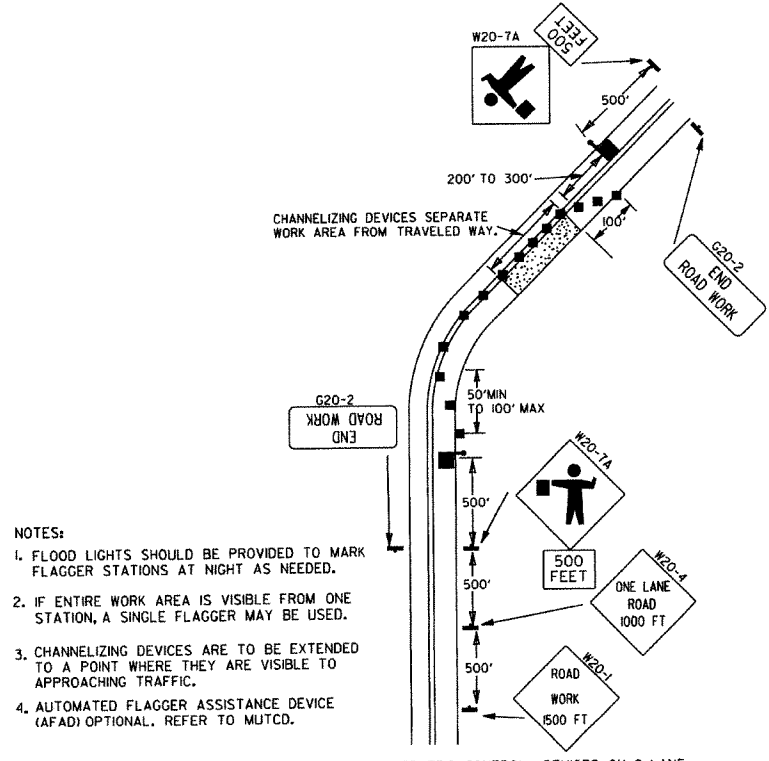 W20-7A
500
FEET
500'
200' TO 300'
CHANNELIZING DEVICES SEPARATE
WORK AREA FROM TRAVELED WAY.
100'
G20-2
END
ROAD WORK
50'MIN
TO 100' MAX
G20-2
END
ROAD WORK
W20-7A
500'
500
FEET
W20-4
ONE LANE
ROAD
1000 FT
500'
W20-1
ROAD
WORK
1500 FT
500'
NOTES:
1. FLOOD LIGHTS SHOULD BE PROVIDED TO MARK
FLAGGER STATIONS AT NIGHT AS NEEDED.
2. IF ENTIRE WORK AREA IS VISIBLE FROM ONE
STATION, A SINGLE FLAGGER MAY BE USED.
3. CHANNELIZING DEVICES ARE TO BE EXTENDED
TO A POINT WHERE THEY ARE VISIBLE TO
APPROACHING TRAFFIC.
4. AUTOMATED FLAGGER ASSISTANCE DEVICE
(AFAD) OPTIONAL. REFER TO MUTCD.